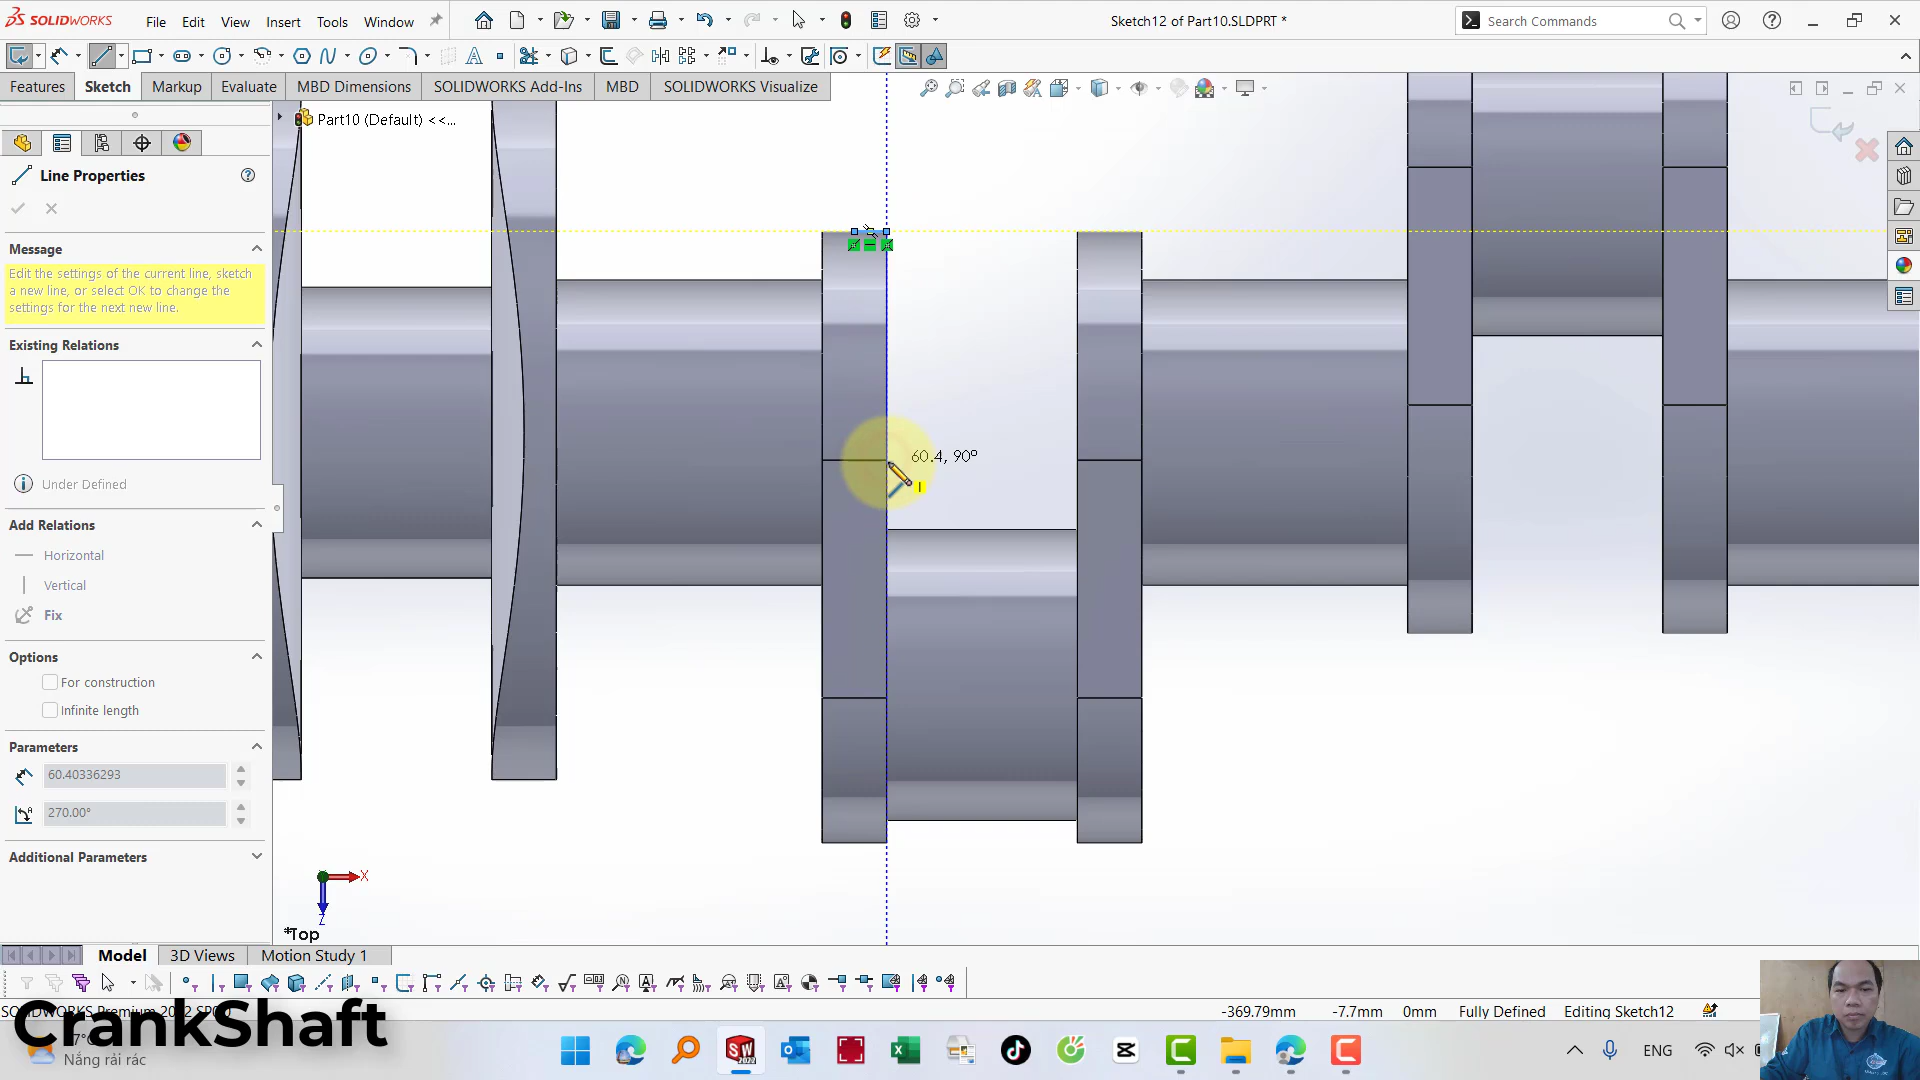 SOLIDWORKS
File Edit View Insert Tools Window
Sketch12 of Part10.SLDPRT *
Search Commands
Features Sketch Markup Evaluate MBD Dimensions SOLIDWORKS Add-Ins MBD SOLIDWORKS Visualize
Part10 (Default) <<...
Line Properties
Message
Edit the settings of the current line, sketch
a new line, or select OK to change the
settings for the next new line.
Existing Relations
Under Defined
Add Relations
Horizontal
Vertical
Fix
Options
For construction
Infinite length
Parameters
60.40336293
270.00°
Additional Parameters
60.4, 90°
X
Z
*Top
Model 3D Views Motion Study 1
SOLIDWORKS Premium
-369.79mm -7.7mm 0mm Fully Defined Editing Sketch12
CrankShaft
Nắng rải rác
SW
2022
ENG